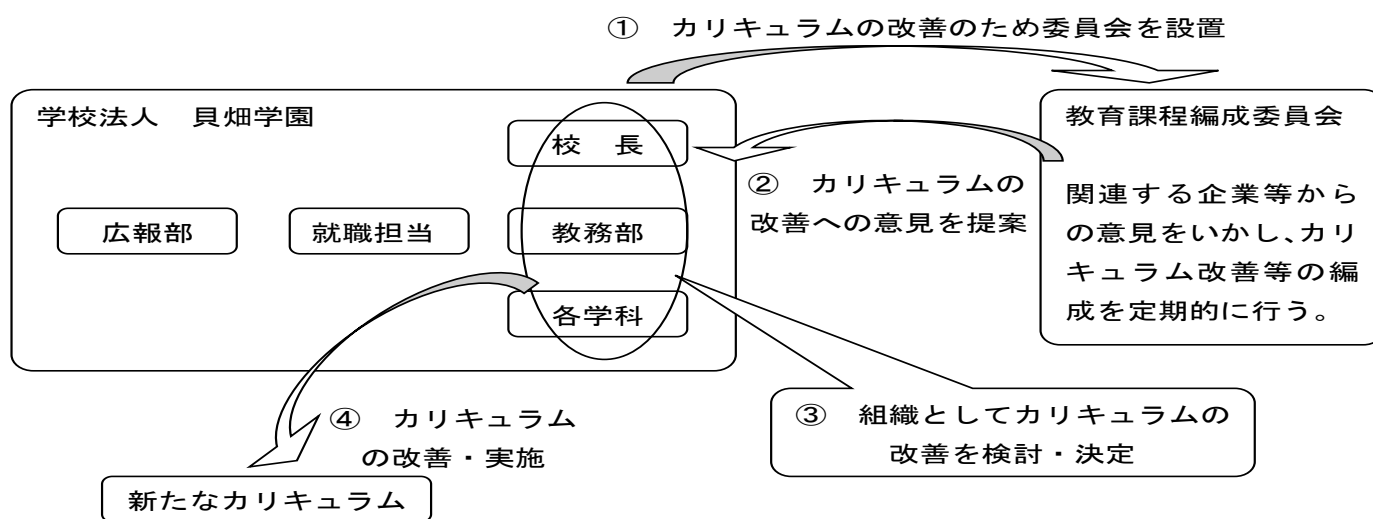 ① カリキュラムの改善のため委員会を設置
学校法人 貝畑学園
校 長
広報部
就職担当
教務部
各学科
② カリキュラムの
改善への意見を提案
教育課程編成委員会
関連する企業等から
の意見をいかし、カリ
キュラム改善等の編
成を定期的に行う。
③ 組織としてカリキュラムの
改善を検討・決定
④ カリキュラム
の改善・実施
新たなカリキュラム